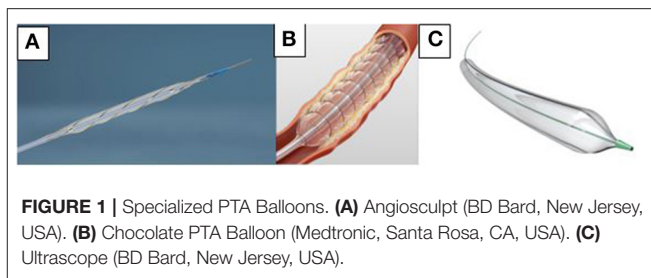 A
B
C
FIGURE 1 | Specialized PTA Balloons. (A) Angiosculpt (BD Bard, New Jersey,
USA). (B) Chocolate PTA Balloon (Medtronic, Santa Rosa, CA, USA). (C)
Ultrascope (BD Bard, New Jersey, USA).